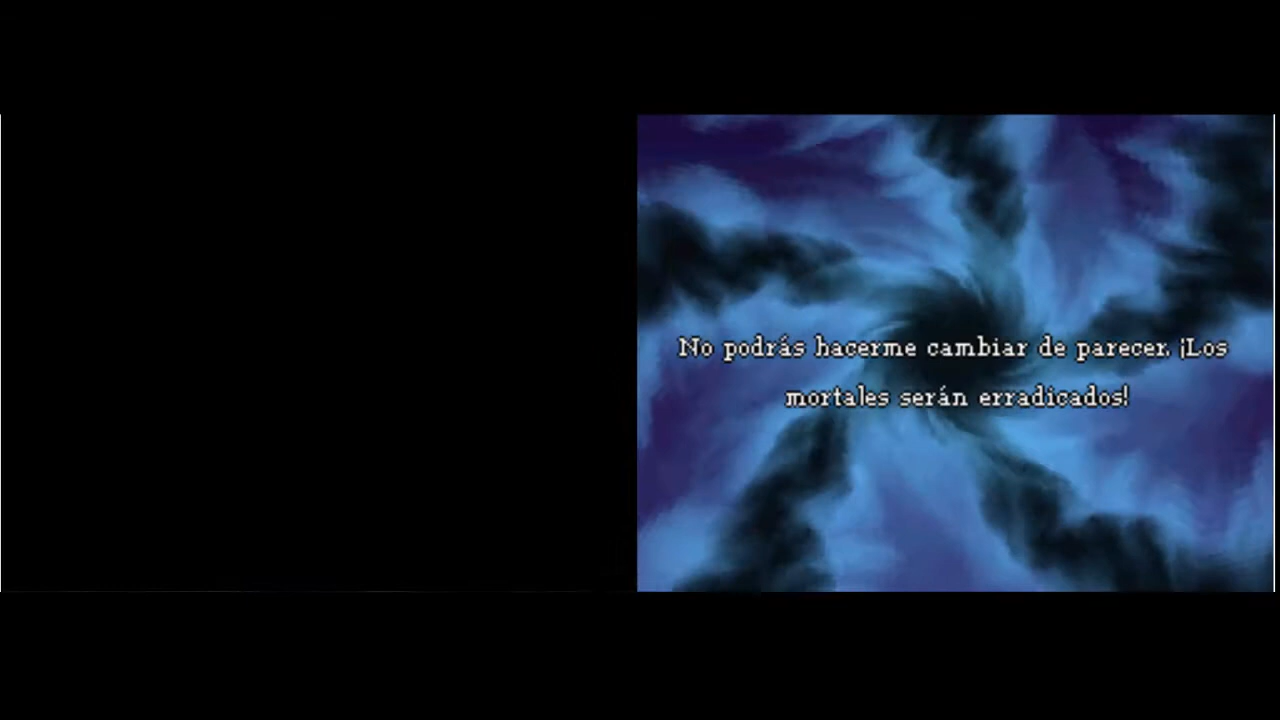 No podrás hacerme cambiar de parecer. ¡Los
mortales serán erradicados!